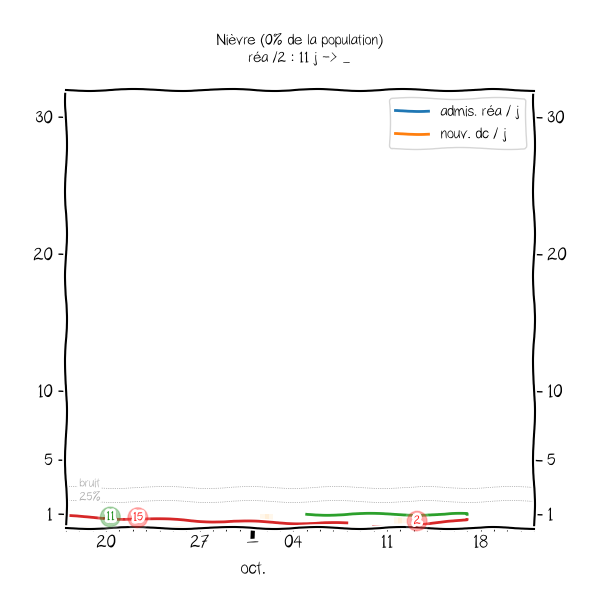 Nièvre (0% de la population)
réa /2 : 11 j -> _
admis. réa / j
nouv. dc / j
30 30
20 20
10 10
5 5
bruit
25%
1 11 15 2 1
20 27 04 11 18
oct.